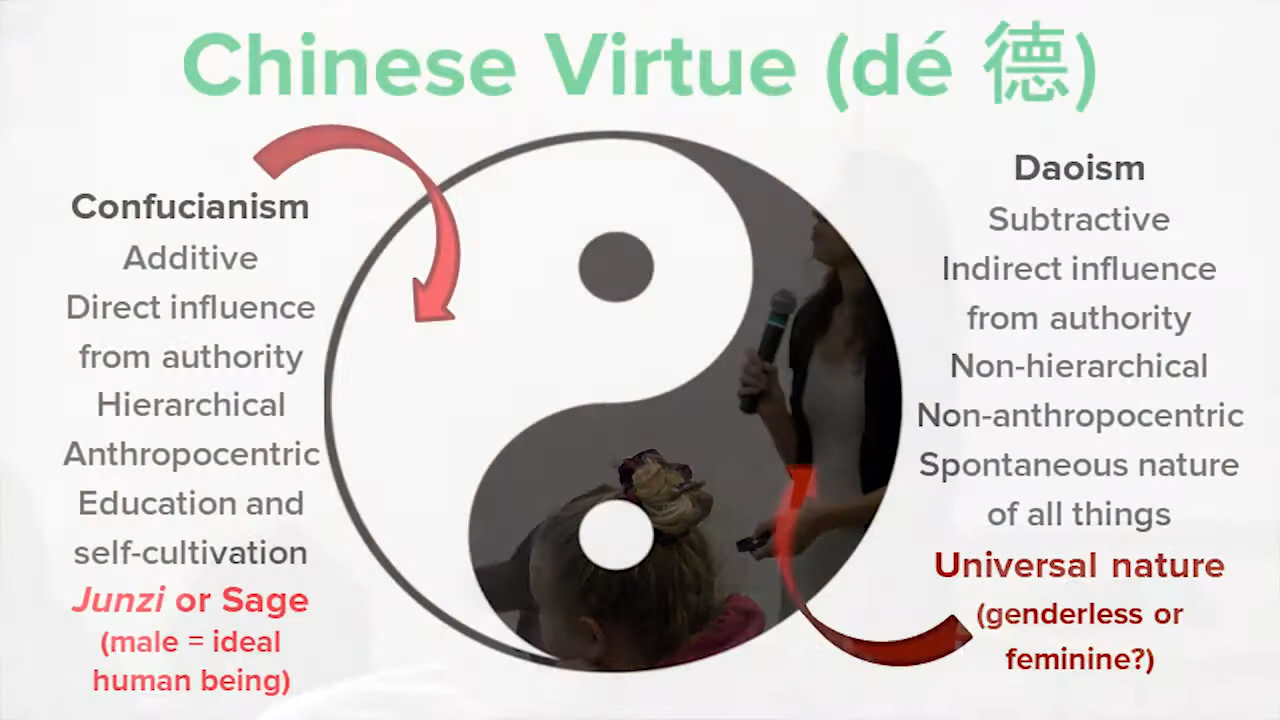 Chinese Virtue (dé 德)
Confucianism
Additive
Direct influence
from authority
Hierarchical
Anthropocentric
Education and
self-cultivation
Junzi or Sage
(male = ideal
human being)
Daoism
Subtractive
Indirect influence
from authority
Non-hierarchical
Non-anthropocentric
Spontaneous nature
of all things
Universal nature
(genderless or
feminine?)